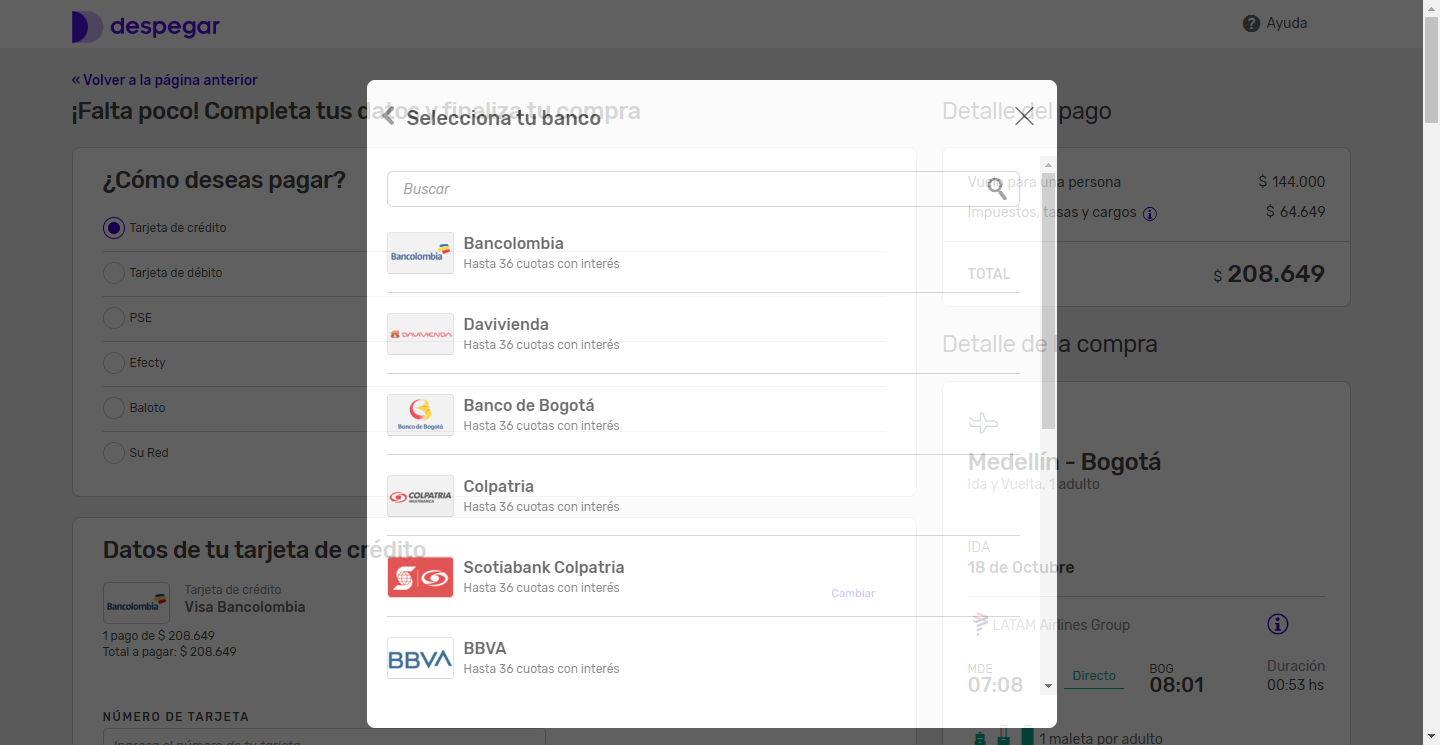 despegar
Ayuda
« Volver a la página anterior
¡Falta poco! Completa tus datos y finaliza tu compra
¿Cómo deseas pagar?
Tarjeta de crédito
Tarjeta de débito
PSE
Efecty
Baloto
Su Red
Datos de tu tarjeta de crédito
Bancolombia
Tarjeta de crédito
Visa Bancolombia
Cambiar
1 pago de $ 208.649
Total a pagar: $ 208.649
NÚMERO DE TARJETA
Ingresa el número de tu tarjeta
Selecciona tu banco
Buscar
Bancolombia
Bancolombia
Hasta 36 cuotas con interés
DAVIVIENDA
Davivienda
Hasta 36 cuotas con interés
Banco de Bogotá
Banco de Bogotá
Hasta 36 cuotas con interés
COLPATRIA
MULTIBANCA
Colpatria
Hasta 36 cuotas con interés
Scotiabank Colpatria
Hasta 36 cuotas con interés
BBVA
BBVA
Hasta 36 cuotas con interés
Detalle del pago
Vuelo para una persona $ 144.000
Impuestos, tasas y cargos $ 64.649
TOTAL $ 208.649
Detalle de la compra
Medellín - Bogotá
Ida y Vuelta, 1 adulto
IDA
18 de Octubre
LATAM Airlines Group
MDE
07:08
Directo
BOG
08:01
Duración
00:53 hs
1 maleta por adulto